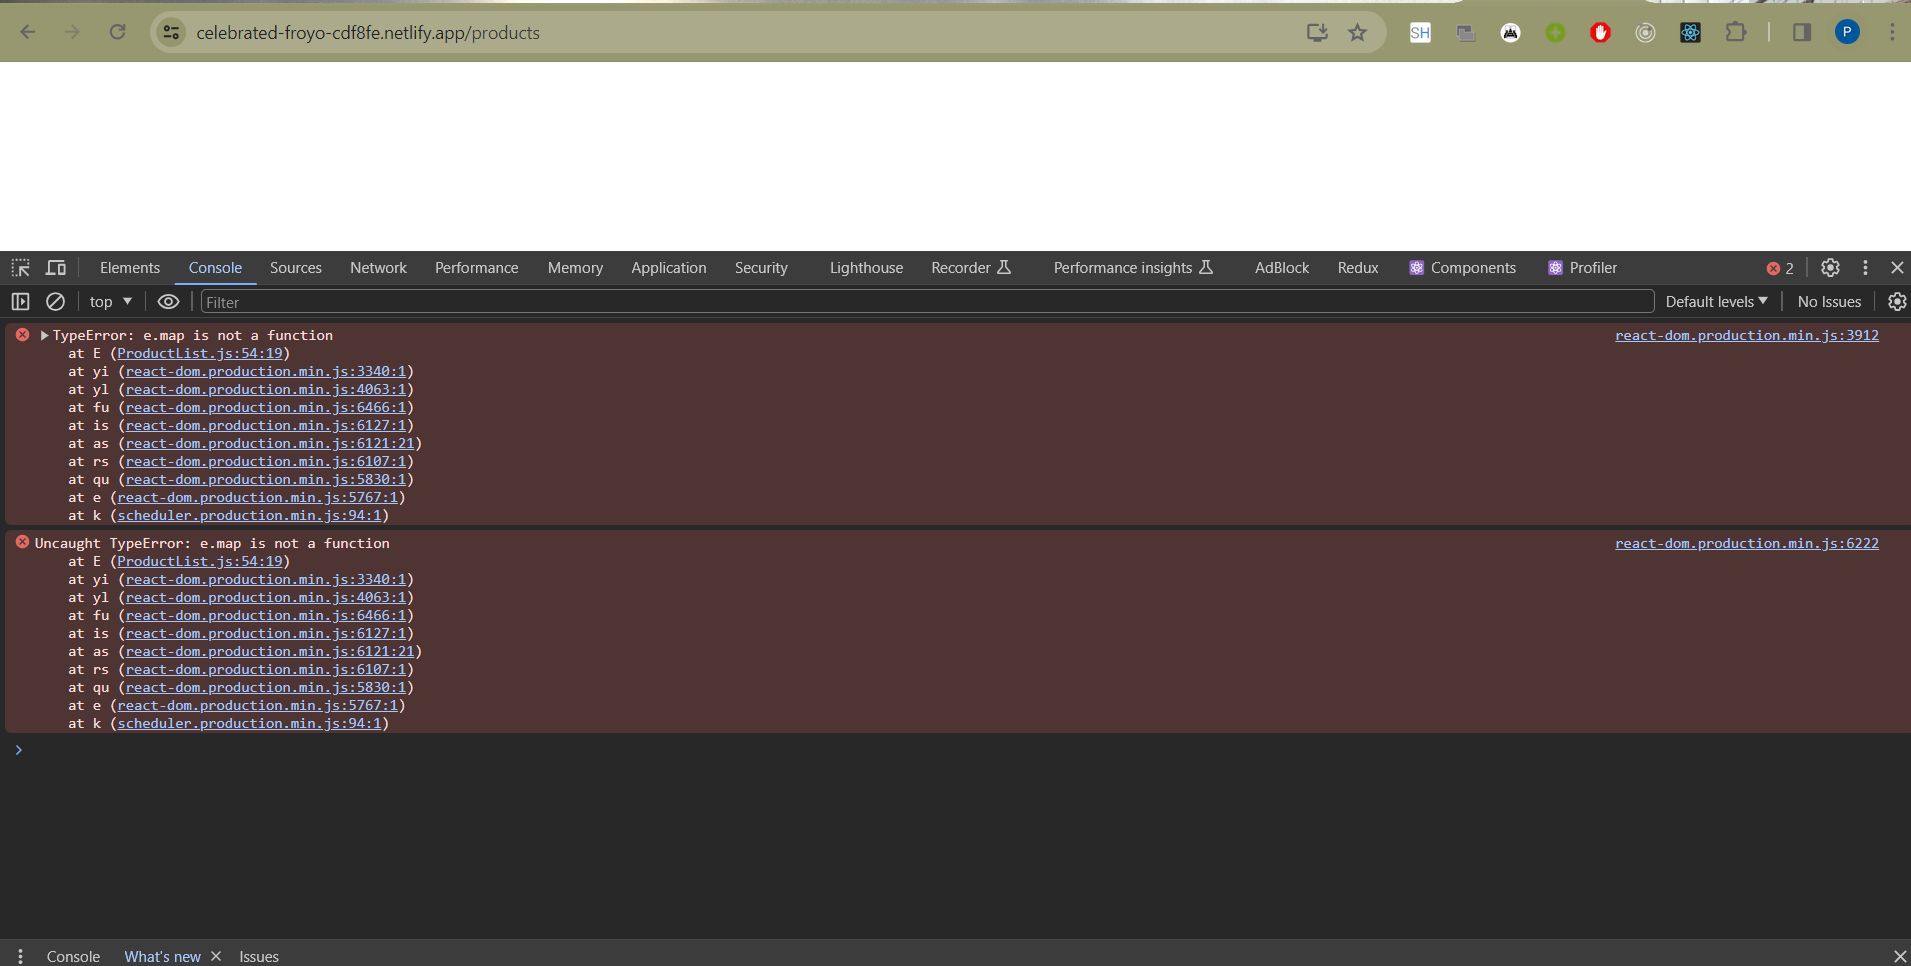 celebrated-froyo-cdf8fe.netlify.app/products
SH
P
Elements Console Sources Network Performance Memory Application Security Lighthouse Recorder Performance insights AdBlock Redux Components Profiler 2
top Filter Default levels No Issues
TypeError: e.map is not a function react-dom.production.min.js:3912
at E (ProductList.js:54:19)
at yi (react-dom.production.min.js:3340:1)
at yl (react-dom.production.min.js:4063:1)
at fu (react-dom.production.min.js:6466:1)
at is (react-dom.production.min.js:6127:1)
at as (react-dom.production.min.js:6121:21)
at rs (react-dom.production.min.js:6107:1)
at qu (react-dom.production.min.js:5830:1)
at e (react-dom.production.min.js:5767:1)
at k (scheduler.production.min.js:94:1)
Uncaught TypeError: e.map is not a function react-dom.production.min.js:6222
at E (ProductList.js:54:19)
at yi (react-dom.production.min.js:3340:1)
at yl (react-dom.production.min.js:4063:1)
at fu (react-dom.production.min.js:6466:1)
at is (react-dom.production.min.js:6127:1)
at as (react-dom.production.min.js:6121:21)
at rs (react-dom.production.min.js:6107:1)
at qu (react-dom.production.min.js:5830:1)
at e (react-dom.production.min.js:5767:1)
at k (scheduler.production.min.js:94:1)
Console What's new Issues